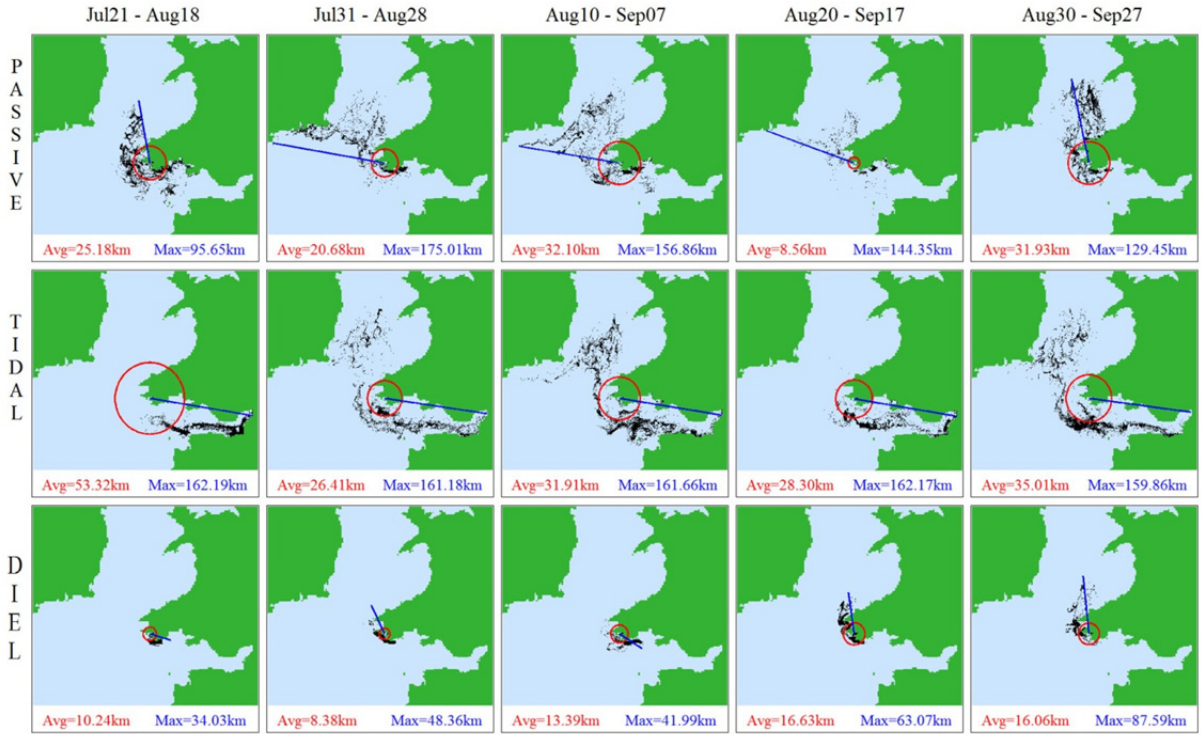 Jul21 - Aug18 Jul31 - Aug28 Aug10 - Sep07 Aug20 - Sep17 Aug30 - Sep27
PASSIVE
Avg=25.18km Max=95.65km Avg=20.68km Max=175.01km Avg=32.10km Max=156.86km Avg=8.56km Max=144.35km Avg=31.93km Max=129.45km
TIDAL
Avg=53.32km Max=162.19km Avg=26.41km Max=161.18km Avg=31.91km Max=161.66km Avg=28.30km Max=162.17km Avg=35.01km Max=159.86km
DIEL
Avg=10.24km Max=34.03km Avg=8.38km Max=48.36km Avg=13.39km Max=41.99km Avg=16.63km Max=63.07km Avg=16.06km Max=87.59km